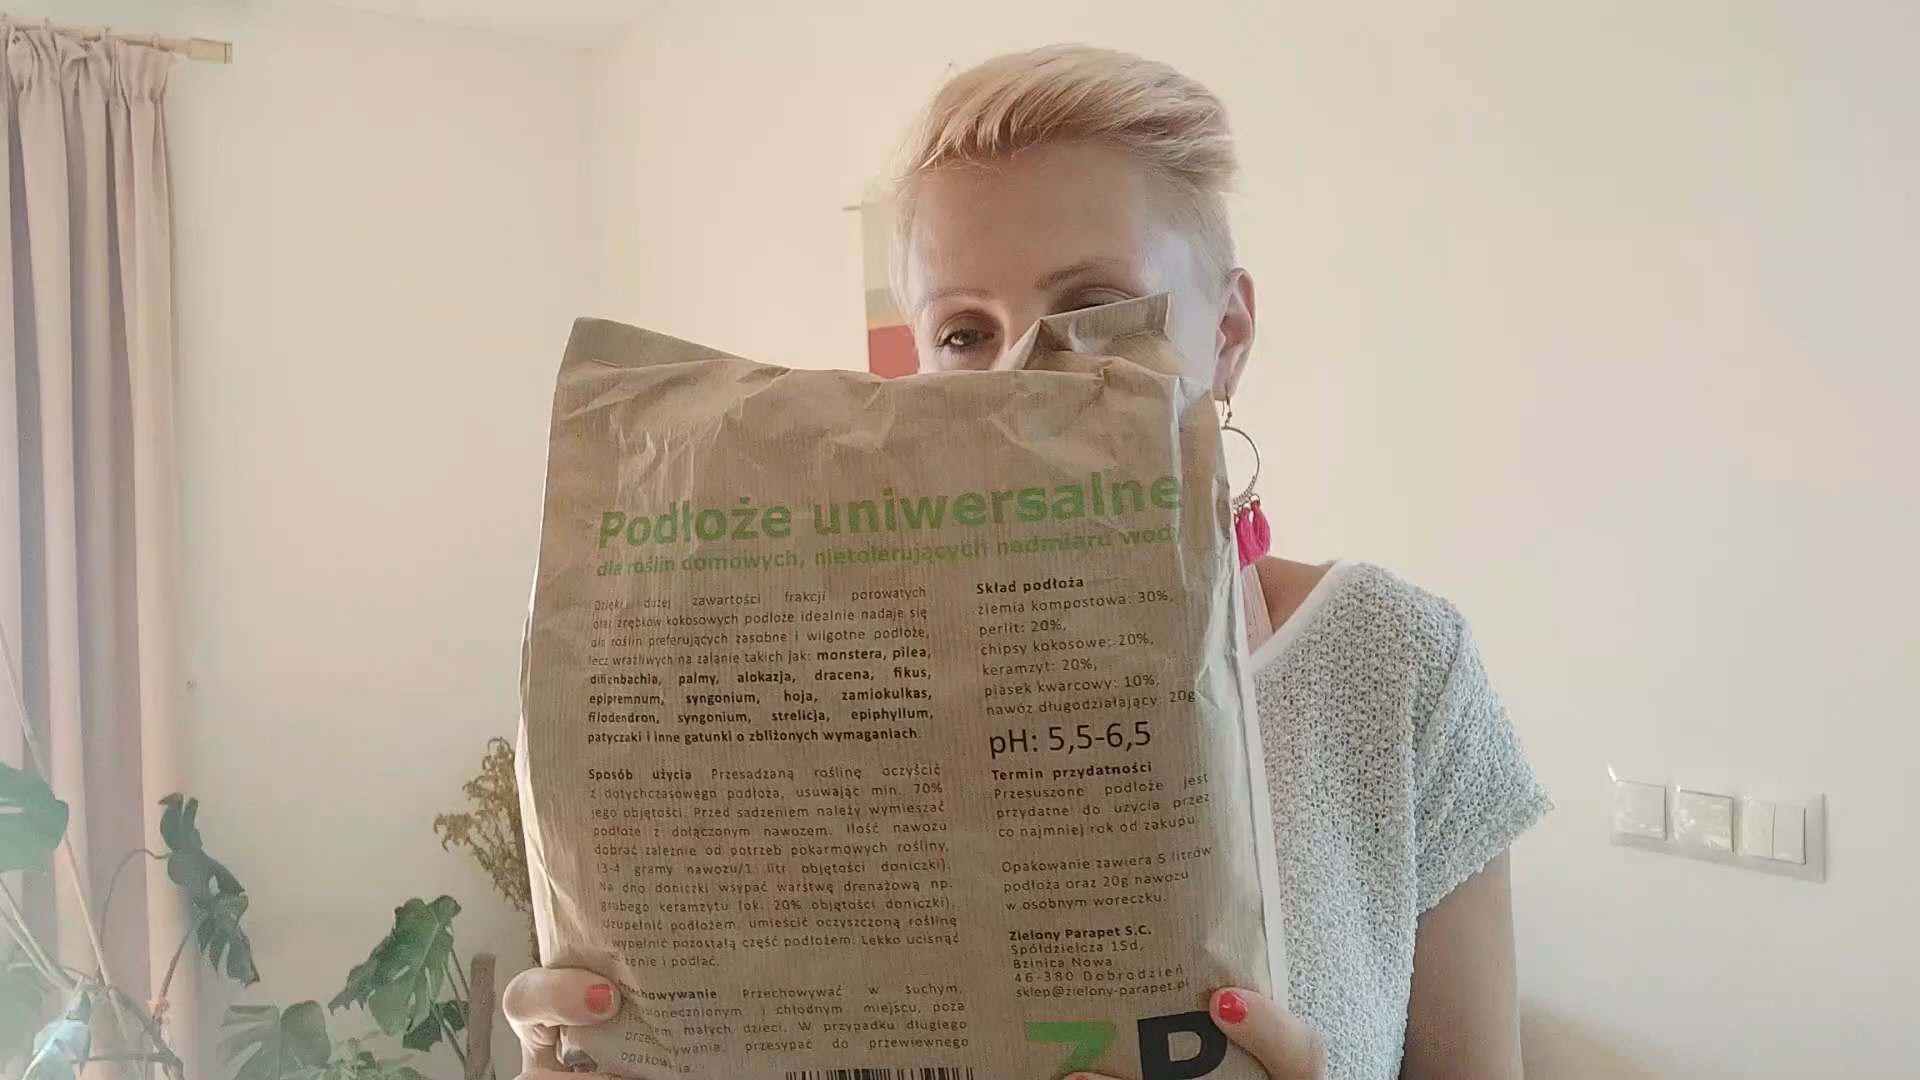 Podłoże uniwersalne
dla roślin domowych, nietolerujących nadmiaru wody
Dzięki dużej zawartości frakcji porowatych
oraz zrębków kokosowych podłoże idealnie nadaje się
dla roślin preferujących zasobne i wilgotne podłoże,
lecz wrażliwych na zalanie takich jak: monstera, pilea,
difienbachia, palmy, alokazja, dracena, fikus,
epipremnum, syngonium, hoja, zamiokulkas,
filodendron, syngonium, strelicja, epiphyllum,
patyczaki i inne gatunki o zbliżonych wymaganiach.
Sposób użycia Przesadzaną roślinę oczyścić
z dotychczasowego podłoża, usuwając min. 70%
jego objętości. Przed sadzeniem należy wymieszać
podłoże z dołączonym nawozem. Ilość nawozu
dobrać zależnie od potrzeb pokarmowych rośliny,
(3-4 gramy nawozu/1 litr objętości doniczki).
Na dno doniczki wsypać warstwę drenażową np.
grubego keramzytu (ok. 20% objętości doniczki).
Uzupełnić podłożem, umieścić oczyszczoną roślinę
wypełnić pozostałą część podłożem. Lekko ucisnąć
i podlać.
Przechowywać w suchym,
i chłodnym miejscu, poza
małych dzieci. W przypadku długiego
przesypać do przewiewnego
Skład podłoża
ziemia kompostowa: 30%,
perlit: 20%,
chipsy kokosowe: 20%,
keramzyt: 20%,
piasek kwarcowy: 10%,
nawóz długodziałający: 20g
pH: 5,5-6,5
Termin przydatności
Przesuszone podłoże jest
przydatne do użycia przez
co najmniej rok od zakupu.
Opakowanie zawiera 5 litrów
podłoża oraz 20g nawozu
w osobnym woreczku.
Zielony Parapet S.C.
Spółdzielcza 15d,
Bzinica Nowa
46-380 Dobrodzień
sklep@zielony-parapet.pl
ZP